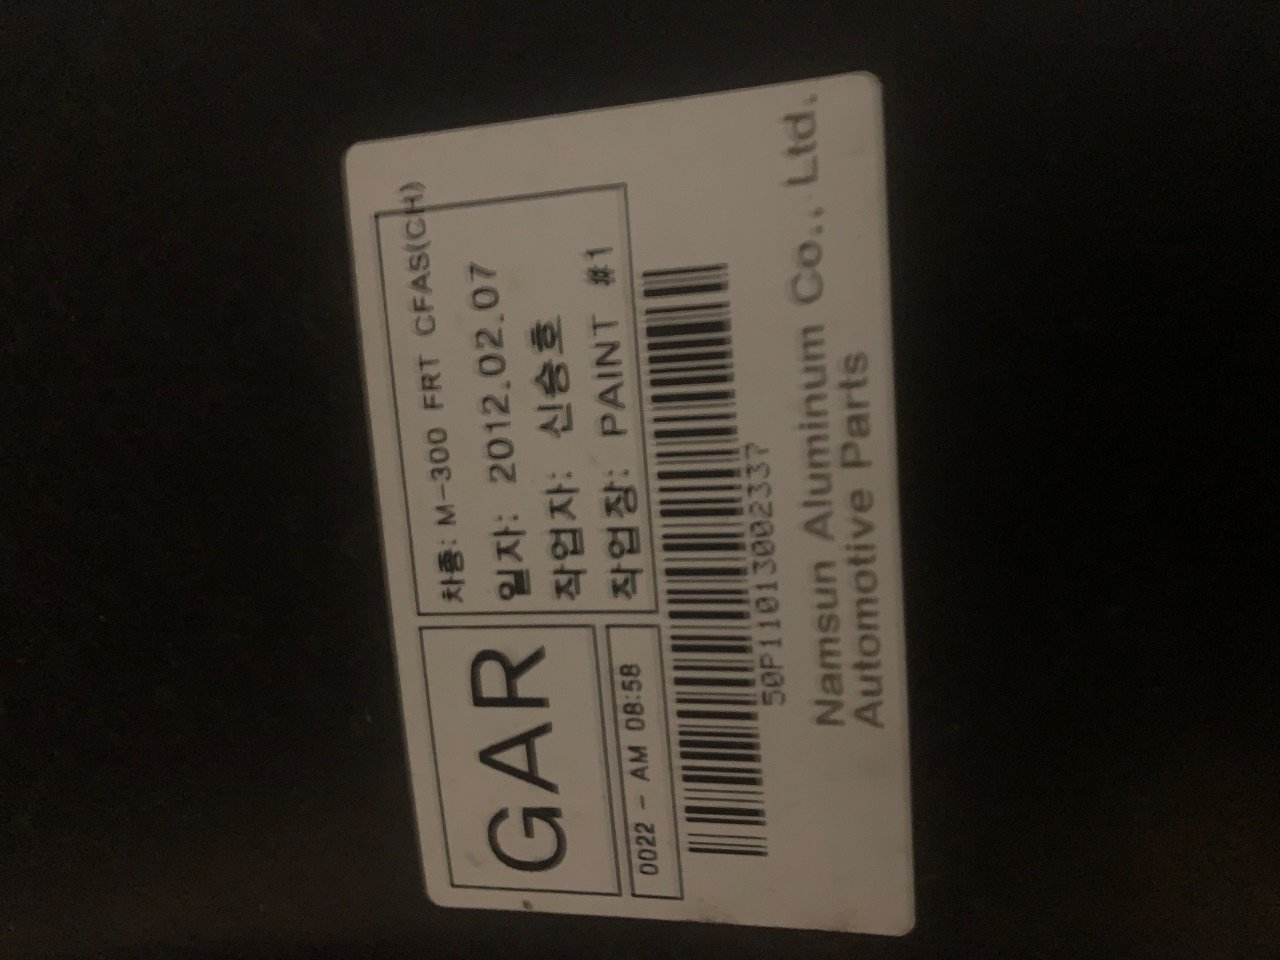 GAR
0022 - AM 08:58
차종: M-300 FRT CFAS(CH)
일자: 2012.02.07
작업자: 신승호
작업장: PAINT #1
50P11013002337
Namsun Aluminum Co., Ltd.
Automotive Parts